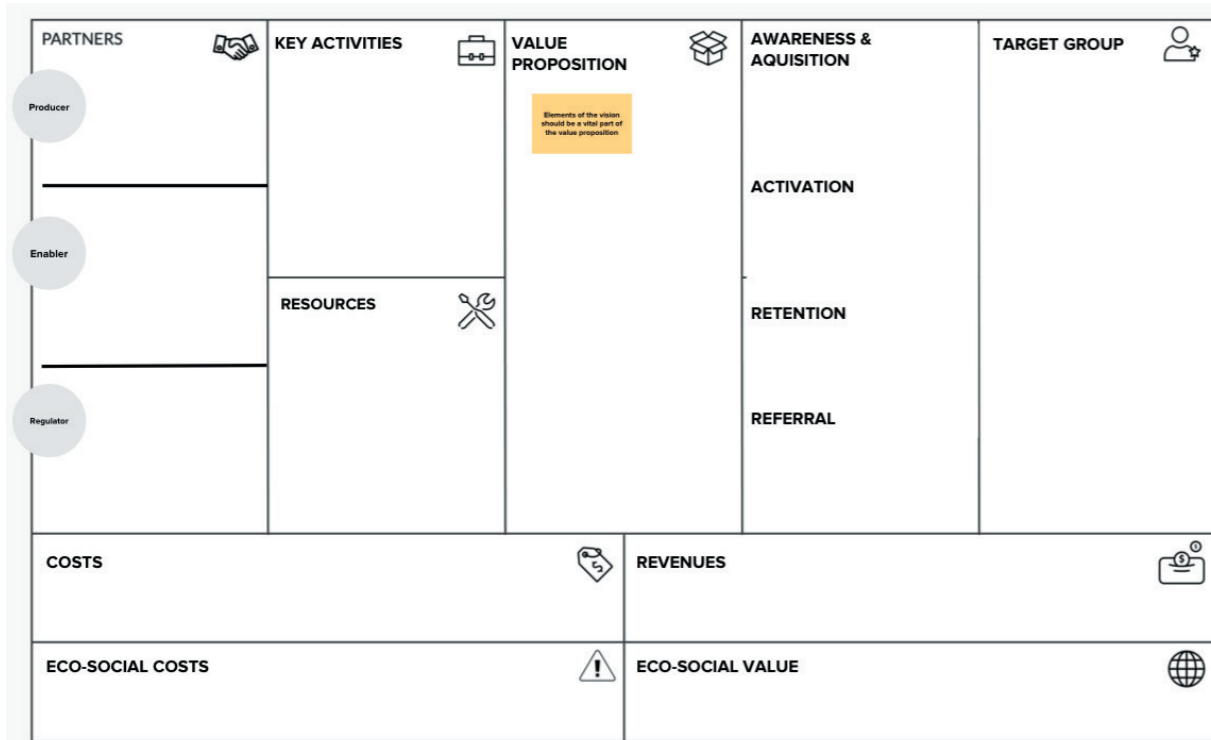 PARTNERS
Producer
Enabler
Regulator
KEY ACTIVITIES
RESOURCES
VALUE
PROPOSITION
Elements of the vision
should be a vital part of
the value proposition
AWARENESS &
AQUISITION
ACTIVATION
RETENTION
REFERRAL
TARGET GROUP
COSTS
REVENUES
ECO-SOCIAL COSTS
ECO-SOCIAL VALUE